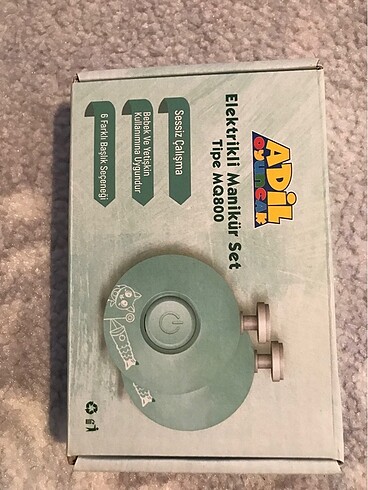 ADİL
OYUNCAK
Elektrikli Manikür Set
Tipe MQ800
Sessiz Çalışma
Bebek Ve Yetişkin
Kullanımına Uygundur
6 Farklı Başlık Seçeneği